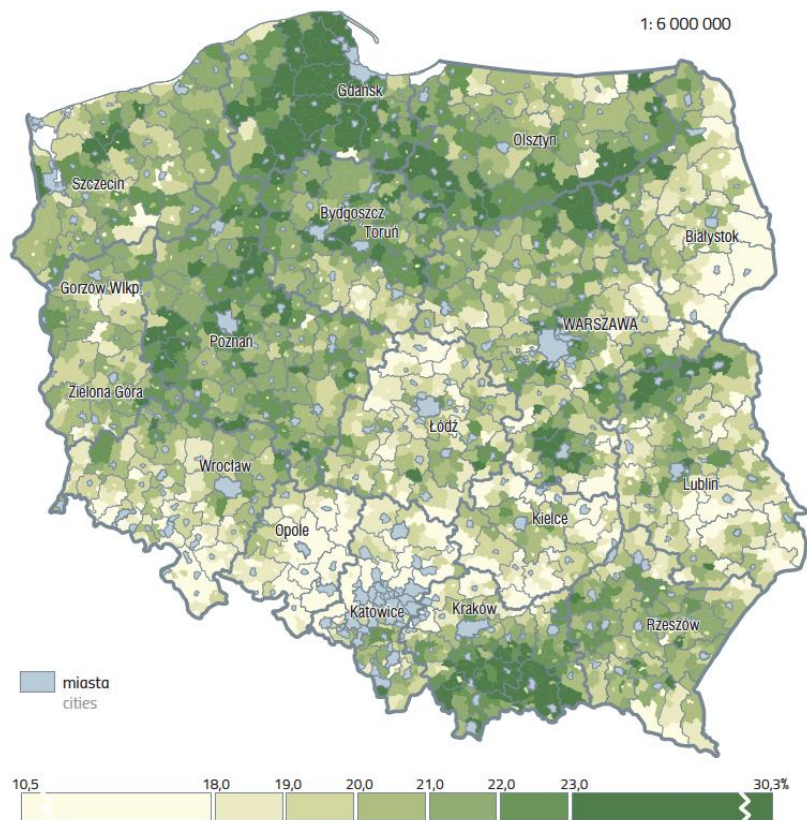 1: 6 000 000
Gdańsk
Olsztyn
Szczecin
Bydgoszcz
Toruń
Białystok
Gorzów Wlkp.
WARSZAWA
Poznań
Zielona Góra
Łódź
Wrocław
Lublin
Opole
Kielce
Katowice
Kraków
Rzeszów
miasta
cities
10,5 18,0 19,0 20,0 21,0 22,0 23,0 30,3%